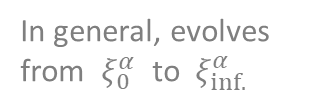 In general, evolves
from ξ₀^α to ξ_inf.^α